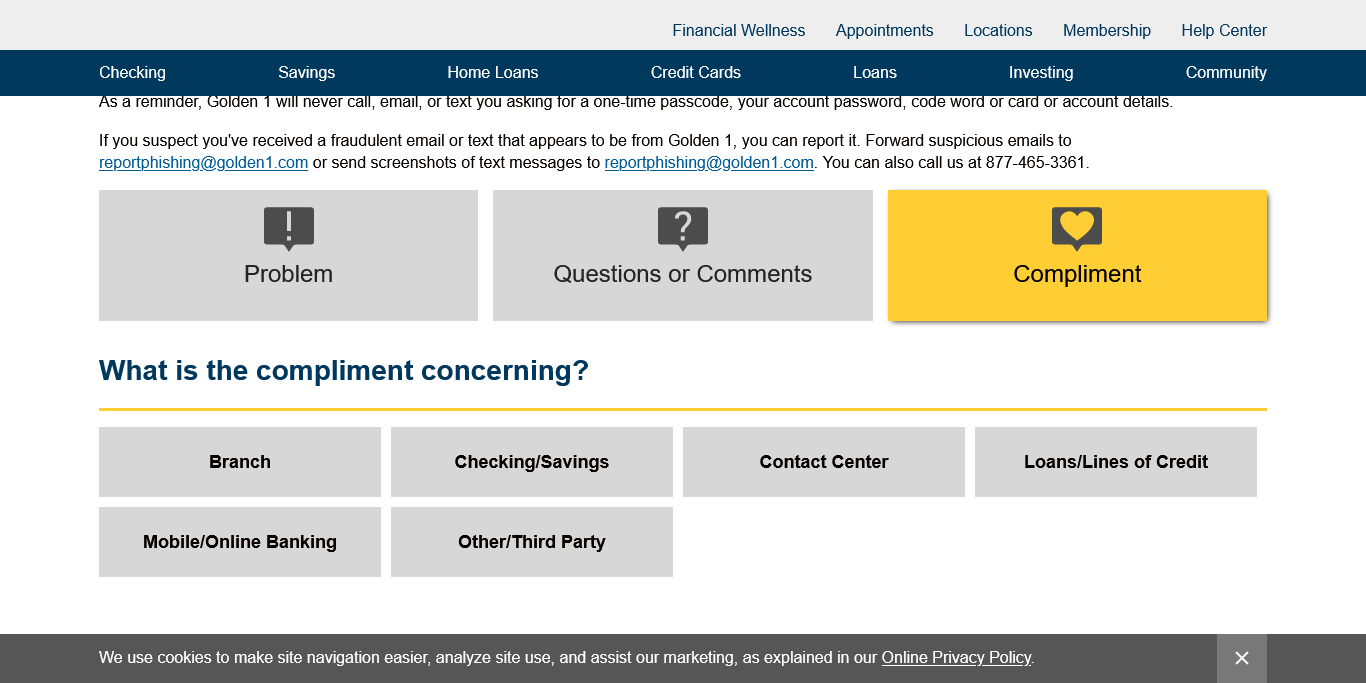 Financial Wellness Appointments Locations Membership Help Center
Checking Savings Home Loans Credit Cards Loans Investing Community
As a reminder, Golden 1 will never call, email, or text you asking for a one-time passcode, your account password, code word or card or account details.
If you suspect you've received a fraudulent email or text that appears to be from Golden 1, you can report it. Forward suspicious emails to
reportphishing@golden1.com or send screenshots of text messages to reportphishing@golden1.com. You can also call us at 877-465-3361.
Problem Questions or Comments Compliment
What is the compliment concerning?
Branch Checking/Savings Contact Center Loans/Lines of Credit
Mobile/Online Banking Other/Third Party
We use cookies to make site navigation easier, analyze site use, and assist our marketing, as explained in our Online Privacy Policy.